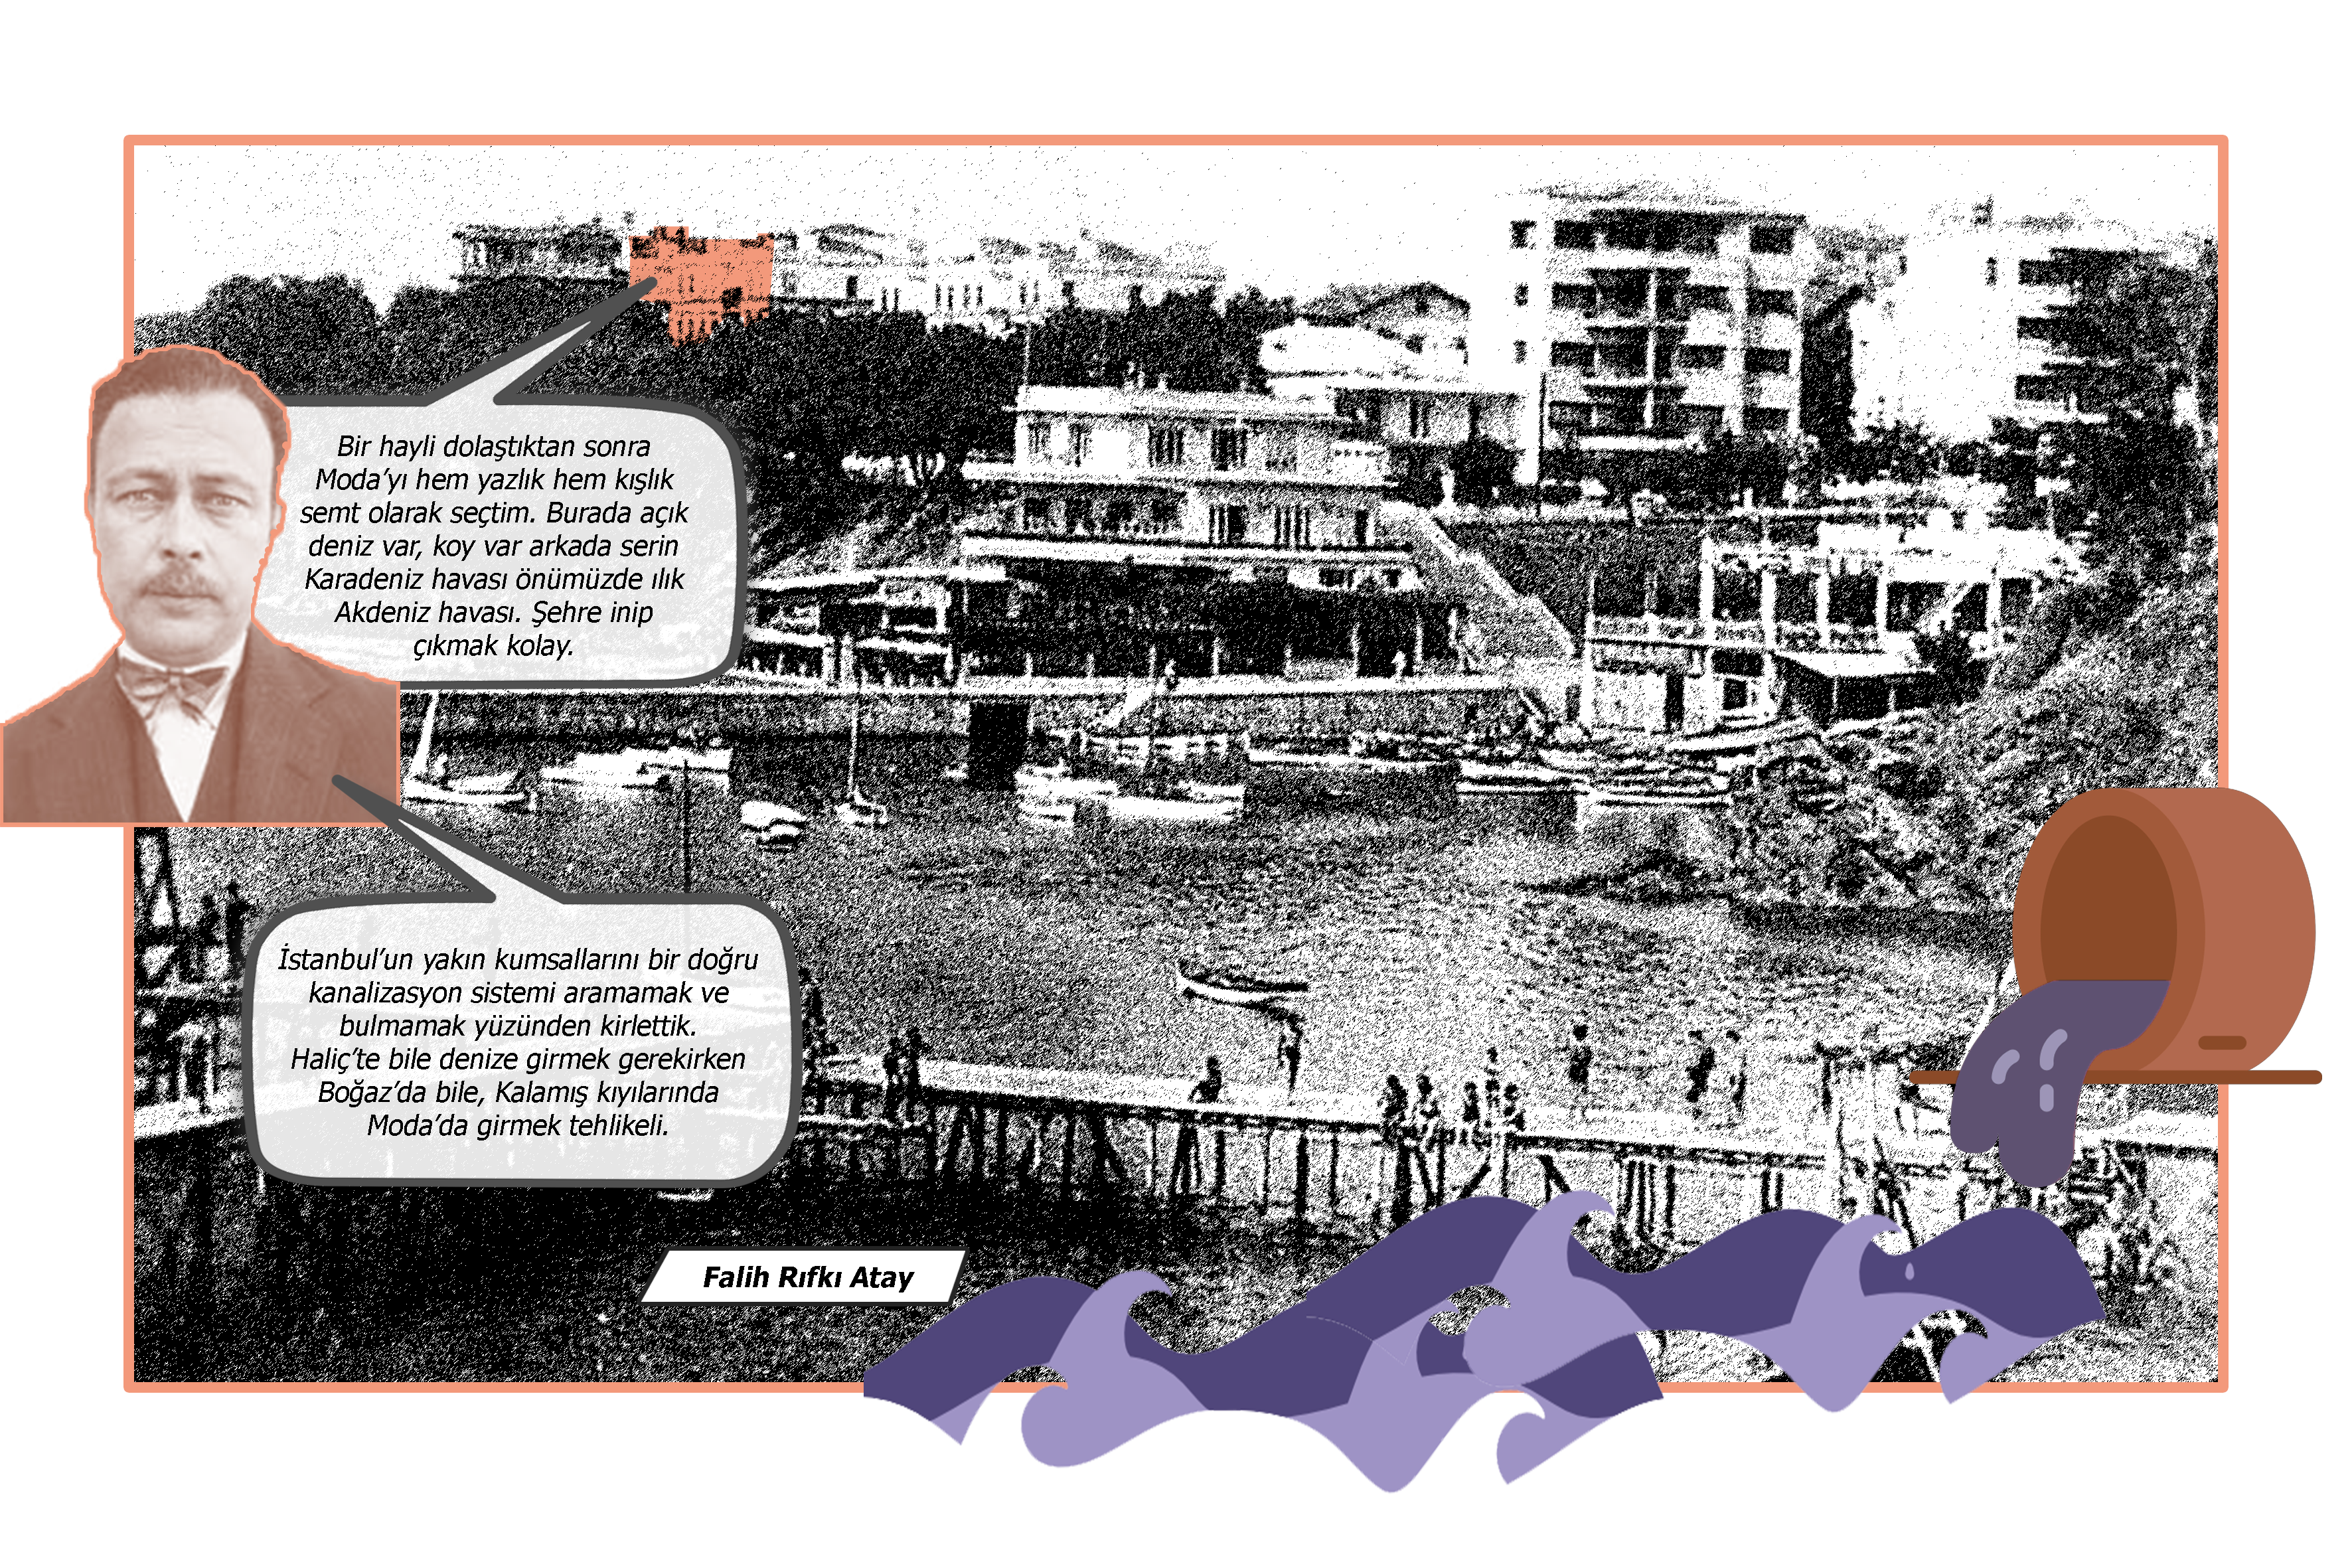 Bir hayli dolaştıktan sonra
Moda’yı hem yazlık hem kışlık
semt olarak seçtim. Burada açık
deniz var, koy var arkada serin
Karadeniz havası önümüzde ılık
Akdeniz havası. Şehre inip
çıkmak kolay.
İstanbul’un yakın kumsallarını bir doğru
kanalizasyon sistemi aramamak ve
bulmamak yüzünden kirlettik.
Haliç’te bile denize girmek gerekirken
Boğaz’da bile, Kalamış kıyılarında
Moda’da girmek tehlikeli.
Falih Rıfkı Atay